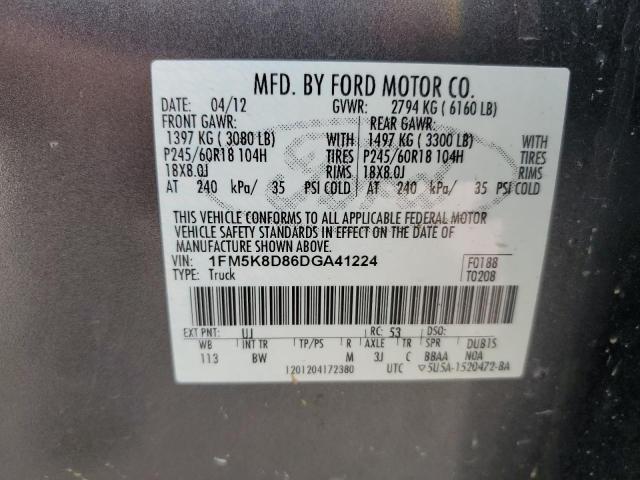 MFD. BY FORD MOTOR CO.
DATE: 04/12 GVWR: 2794 KG ( 6160 LB)
FRONT GAWR: REAR GAWR:
1397 KG ( 3080 LB) WITH 1497 KG ( 3300 LB) WITH
P245/60R18 104H TIRES P245/60R18 104H TIRES
18X8.0J RIMS 18X8.0J RIMS
AT 240 kPa/ 35 PSI COLD AT 240 kPa/ 35 PSI COLD
THIS VEHICLE CONFORMS TO ALL APPLICABLE FEDERAL MOTOR
VEHICLE SAFETY STANDARDS IN EFFECT ON THE DATE OF
MANUFACTURE SHOWN ABOVE.
VIN: 1FM5K8D86DGA41224 F0188
TYPE: Truck T0208
EXT PNT: UJ RC: 53 DSO:
WB INT TR TP/PS R AXLE TR SPR DUB15
113 BW M 3J C BBAA N0A
1201204172380 UTC ▽5U5A-1520472-BA